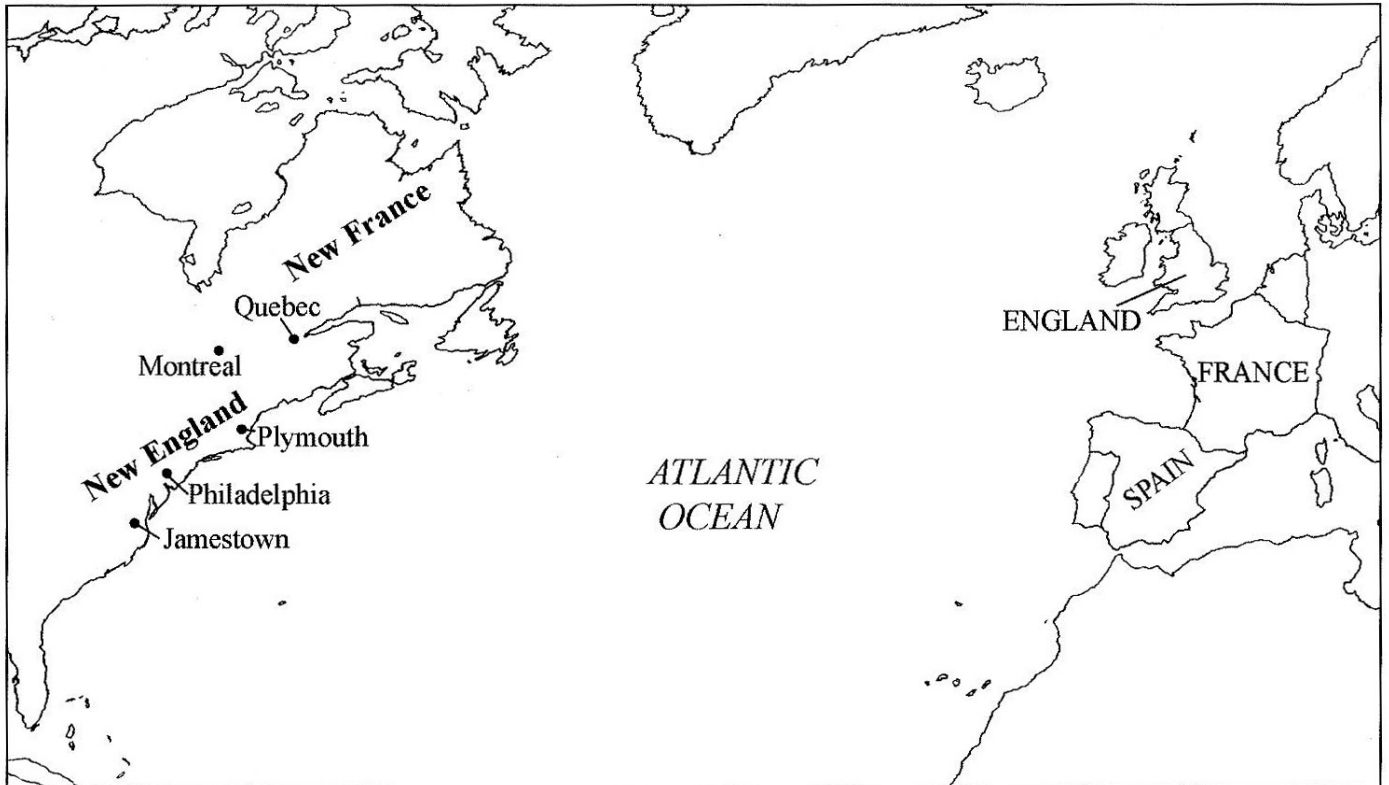 New France
Quebec
Montreal
New England
Plymouth
Philadelphia
Jamestown
ATLANTIC
OCEAN
ENGLAND
FRANCE
SPAIN